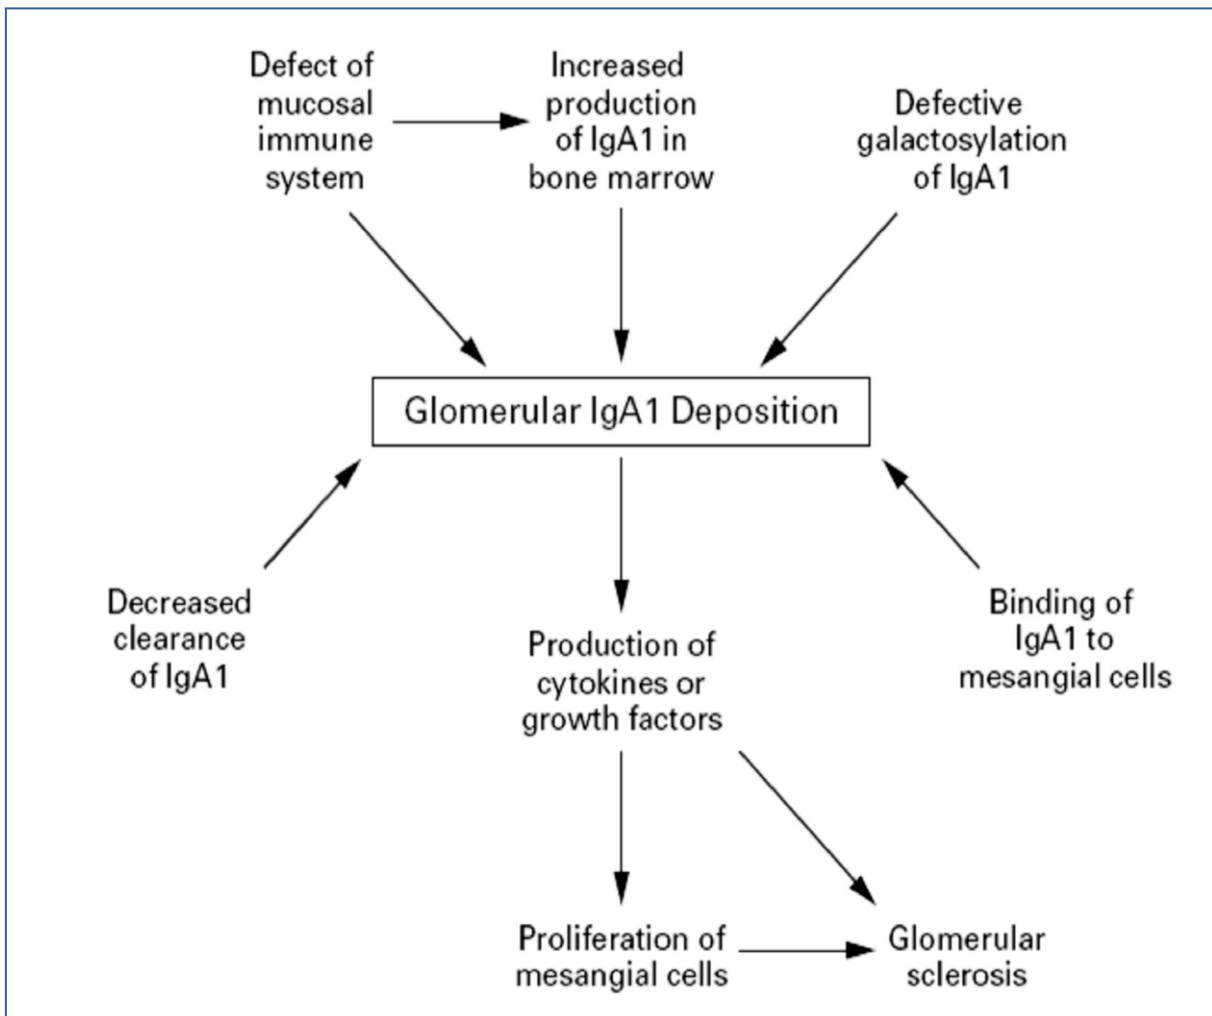 Defect of
mucosal
immune
system
Increased
production
of IgA1 in
bone marrow
Defective
galactosylation
of IgA1
Glomerular IgA1 Deposition
Decreased
clearance
of IgA1
Production of
cytokines or
growth factors
Binding of
IgA1 to
mesangial cells
Proliferation of
mesangial cells
Glomerular
sclerosis